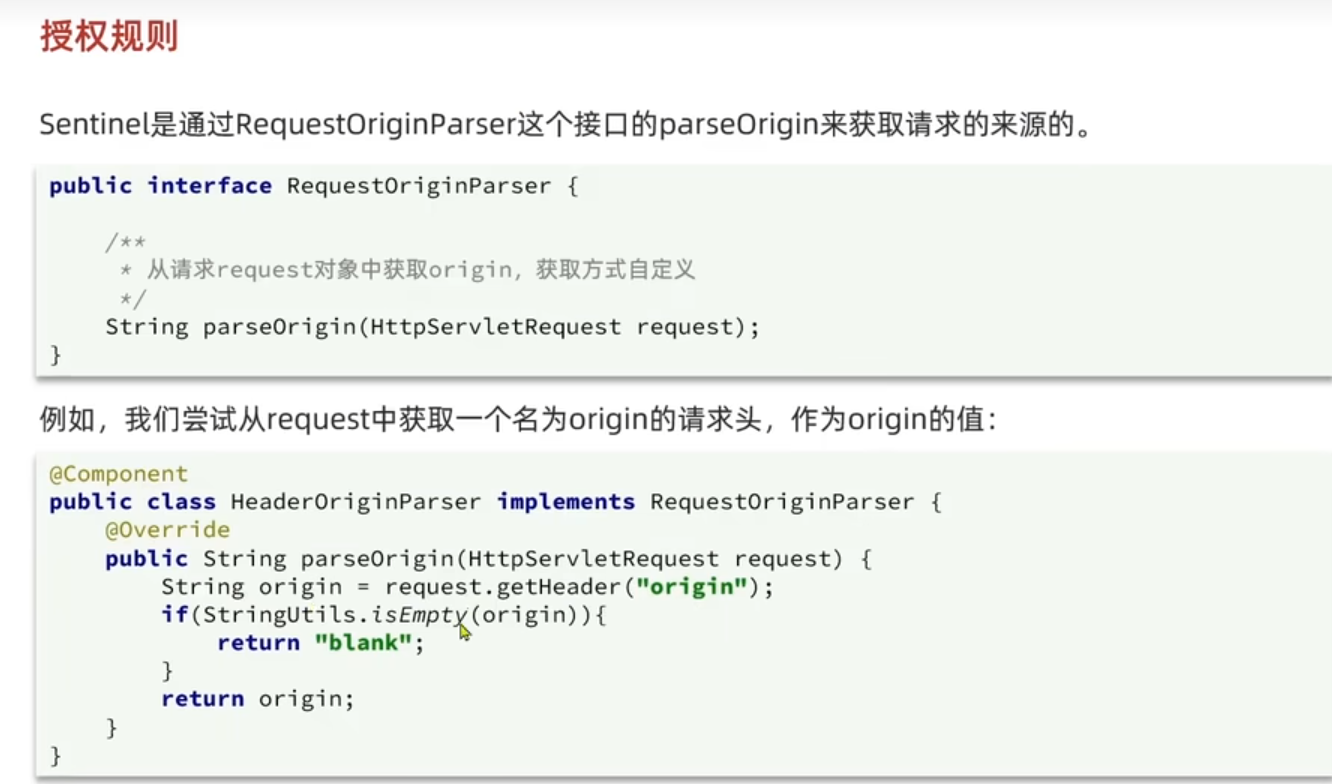 授权规则
Sentinel是通过RequestOriginParser这个接口的parseOrigin来获取请求的来源的。
public interface RequestOriginParser {
    /**
     * 从请求request对象中获取origin，获取方式自定义
     */
    String parseOrigin(HttpServletRequest request);
}
例如，我们尝试从request中获取一个名为origin的请求头，作为origin的值：
@Component
public class HeaderOriginParser implements RequestOriginParser {
    @Override
    public String parseOrigin(HttpServletRequest request) {
        String origin = request.getHeader("origin");
        if(StringUtils.isEmpty(origin)){
            return "blank";
        }
        return origin;
    }
}